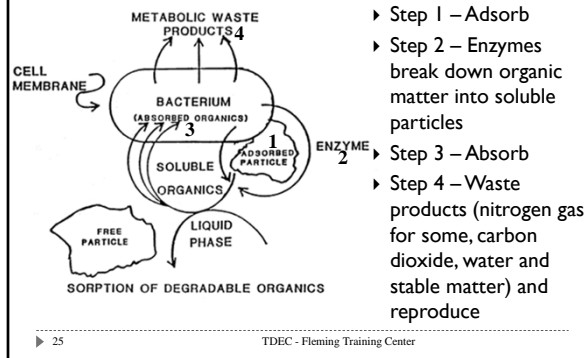 METABOLIC WASTE
PRODUCTS 4
CELL
MEMBRANE
BACTERIUM
(ABSORBED ORGANICS)
3
1
ADSORBED
PARTICLE
ENZYME
2
SOLUBLE
ORGANICS
FREE
PARTICLE
LIQUID
PHASE
SORPTION OF DEGRADABLE ORGANICS
Step 1 – Adsorb
Step 2 – Enzymes
break down organic
matter into soluble
particles
Step 3 – Absorb
Step 4 – Waste
products (nitrogen gas
for some, carbon
dioxide, water and
stable matter) and
reproduce
25
TDEC - Fleming Training Center